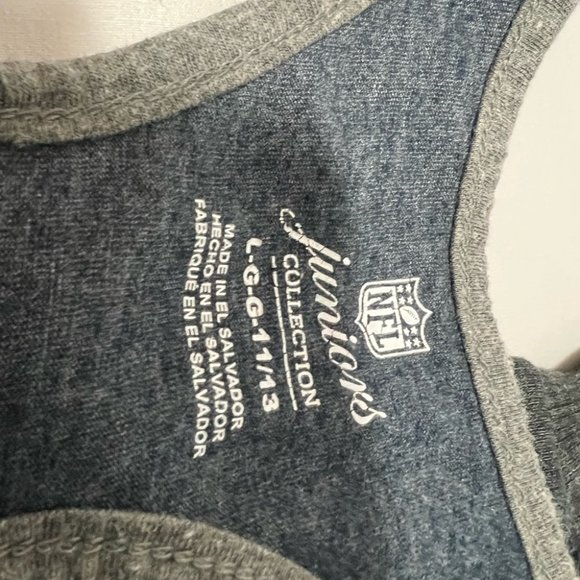 NFL
juniors
COLLECTION
L-G-G-11/13
MADE IN EL SALVADOR
HECHO EN EL SALVADOR
FABRIQUÉ EN EL SALVADOR